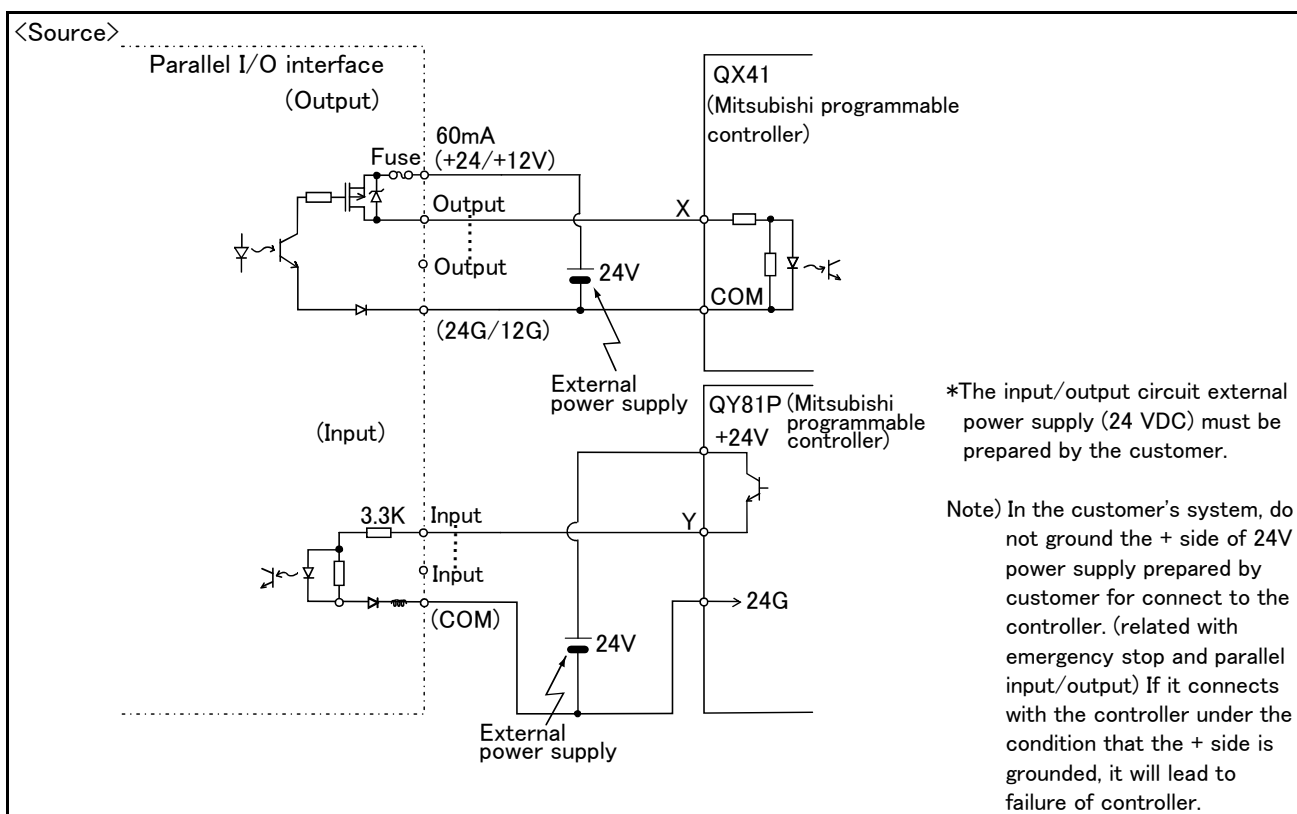 <Source>
Parallel I/O interface
(Output)
60mA
Fuse (+24/+12V)
Output
Output
(24G/12G)
X
24V
COM
External
power supply
QX41
(Mitsubishi programmable
controller)
(Input)
3.3K
Input
Input
(COM)
QY81P (Mitsubishi
programmable
+24V controller)
Y
24G
24V
External
power supply
*The input/output circuit external
power supply (24 VDC) must be
prepared by the customer.
Note) In the customer's system, do
not ground the + side of 24V
power supply prepared by
customer for connect to the
controller. (related with
emergency stop and parallel
input/output) If it connects
with the controller under the
condition that the + side is
grounded, it will lead to
failure of controller.